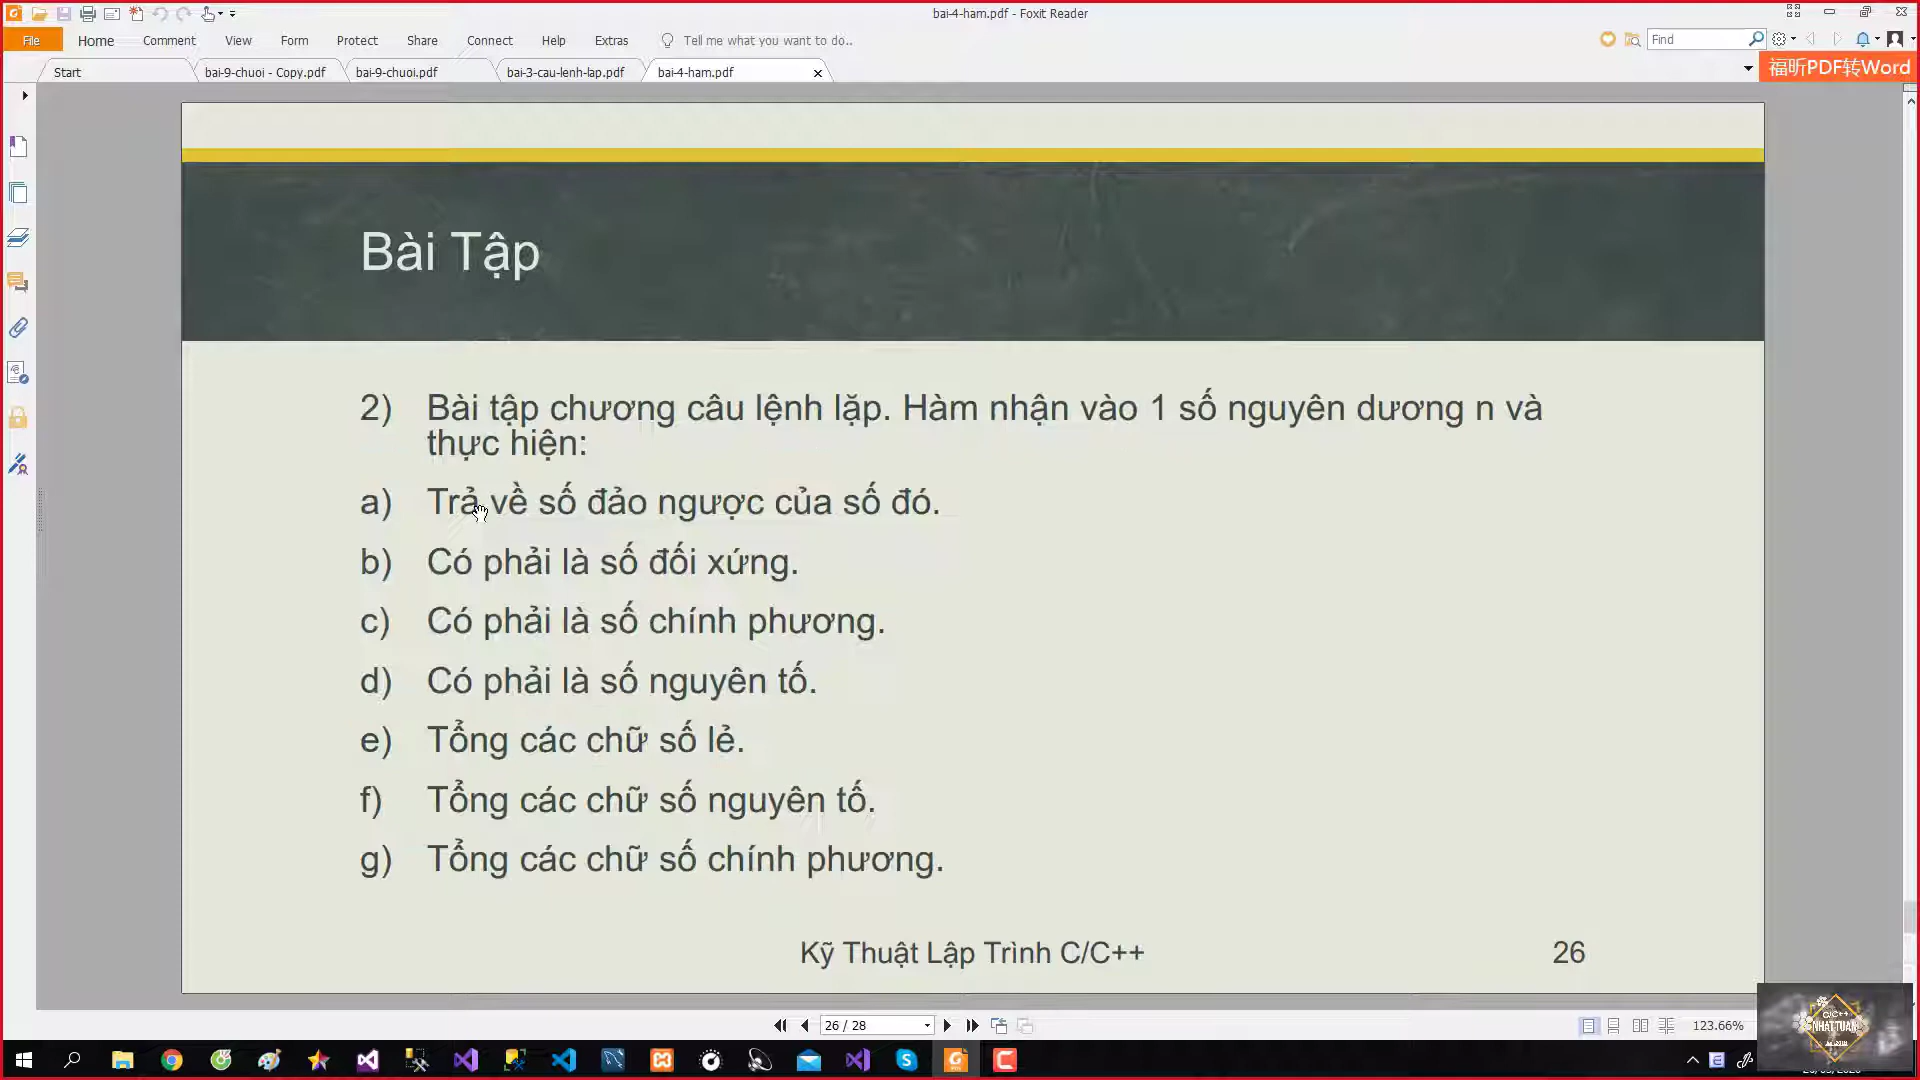 bai-4-ham.pdf - Foxit Reader
File Home Comment View Form Protect Share Connect Help Extras Tell me what you want to do.. Find
Start bai-9-chuoi - Copy.pdf bai-9-chuoi.pdf bai-3-cau-lenh-lap.pdf bai-4-ham.pdf 福昕PDF转Word
Bài Tập
2) Bài tập chương câu lệnh lặp. Hàm nhận vào 1 số nguyên dương n và
thực hiện:
a) Trả về số đảo ngược của số đó.
b) Có phải là số đối xứng.
c) Có phải là số chính phương.
d) Có phải là số nguyên tố.
e) Tổng các chữ số lẻ.
f) Tổng các chữ số nguyên tố.
g) Tổng các chữ số chính phương.
Kỹ Thuật Lập Trình C/C++ 26
26 / 28 123.66%
C/C++
NHATTUAN